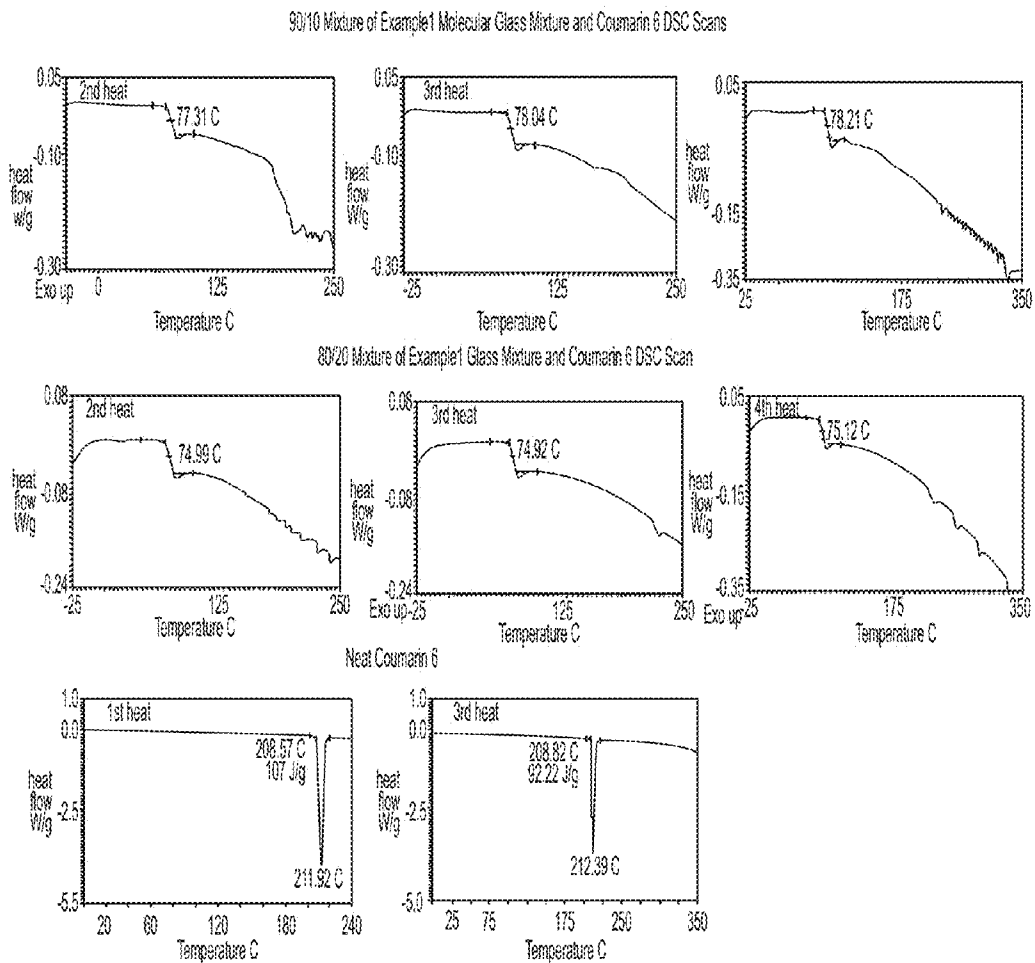 90/10 Mixture of Example1 Molecular Glass Mixture and Coumarin 6 DSC Scans
0.05
2nd heat
77.31 C
-0.10
heat
flow
w/g
-0.30
Exo up
0
125
250
Temperature C
0.05
3rd heat
78.04 C
-0.10
heat
flow
W/g
-0.30
-25
125
250
Temperature C
0.05
78.21 C
heat
flow
W/g
-0.15
-0.35
25
175
350
Temperature C
80/20 Mixture of Example1 Glass Mixture and Coumarin 6 DSC Scan
0.08
2nd heat
74.99 C
heat
flow
W/g
-0.08
-0.24
-25
125
250
Temperature C
0.08
3rd heat
74.92 C
heat
flow
W/g
-0.08
-0.24
Exo up
-25
125
250
Temperature C
0.05
4th heat
75.12 C
heat
flow
W/g
-0.15
-0.35
Exo up
-25
175
350
Temperature C
Neat Coumarin 6
1.0
1st heat
0.0
208.57 C
107 J/g
heat
flow
W/g
-2.5
211.92 C
-5.5
20
60
80
120
140
190
200
240
Temperature C
1.0
3rd heat
0.0
208.82 C
92.22 J/g
heat
flow
W/g
-2.5
212.39 C
-5.0
25
75
175
250
350
Temperature C